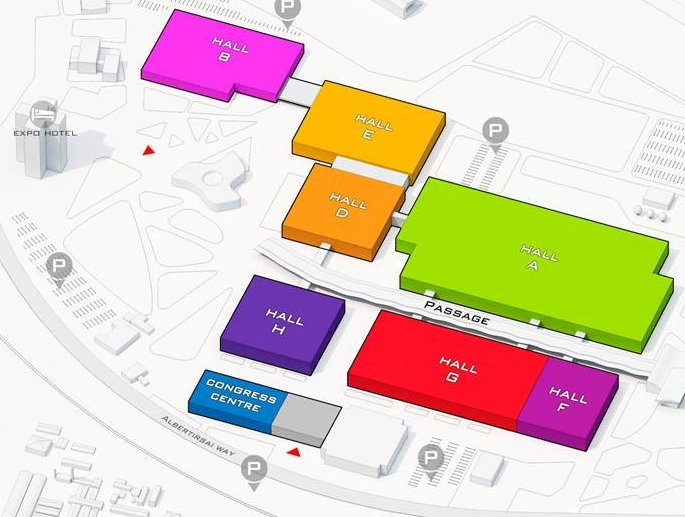 P
HALL
B
EXPO HOTEL
HALL
E
P
HALL
D
HALL
A
P
PASSAGE
HALL
H
HALL
G
HALL
F
CONGRESS
CENTRE
ALBERTIRSAI WAY
P
P